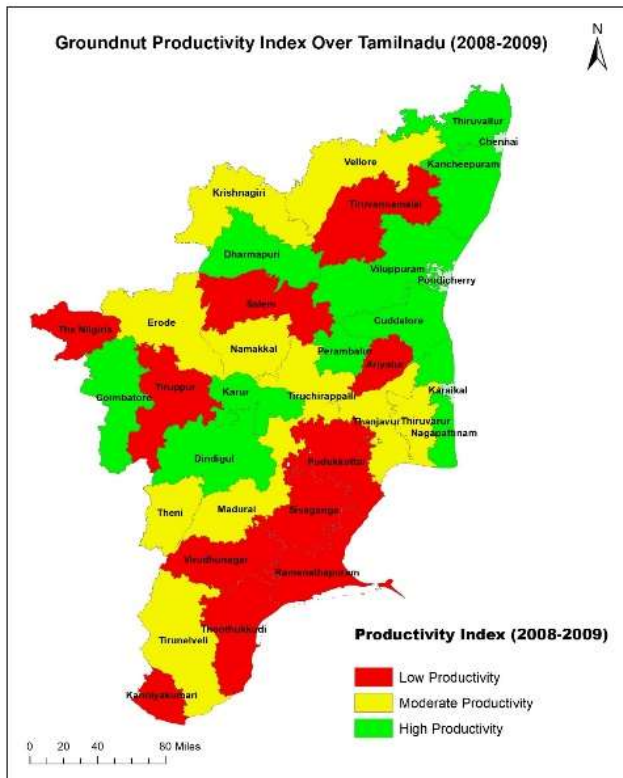 Groundnut Productivity Index Over Tamilnadu (2008-2009)
N
Thiruvallur
Chennai
Kancheepuram
Vellore
Krishnagiri
Tiruvannamalai
Dharmapuri
Viluppuram
Pondicherry
Salem
The Nilgiris
Erode
Cuddalore
Namakkal
Perambalur
Ariyalur
Tiruppur
Coimbatore
Karur
Tiruchirappalli
Karaikal
Thanjavur
Thiruvarur
Nagapattinam
Dindigul
Pudukkottai
Theni
Madurai
Sivaganga
Virudhunagar
Ramanathapuram
Thoothukkudi
Tirunelveli
Kanniyakumari
Productivity Index (2008-2009)
Low Productivity
Moderate Productivity
High Productivity
0 20 40 80 Miles